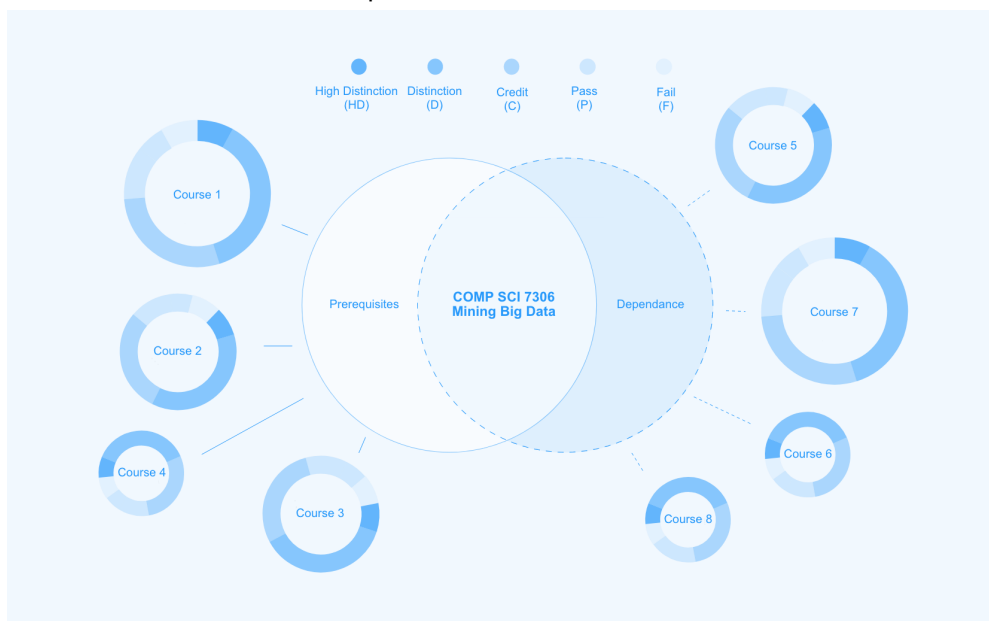 High Distinction
(HD)
Distinction
(D)
Credit
(C)
Pass
(P)
Fail
(F)
Course 1
Course 5
Prerequisites
COMP SCI 7306
Mining Big Data
Dependance
Course 7
Course 2
Course 4
Course 3
Course 6
Course 8